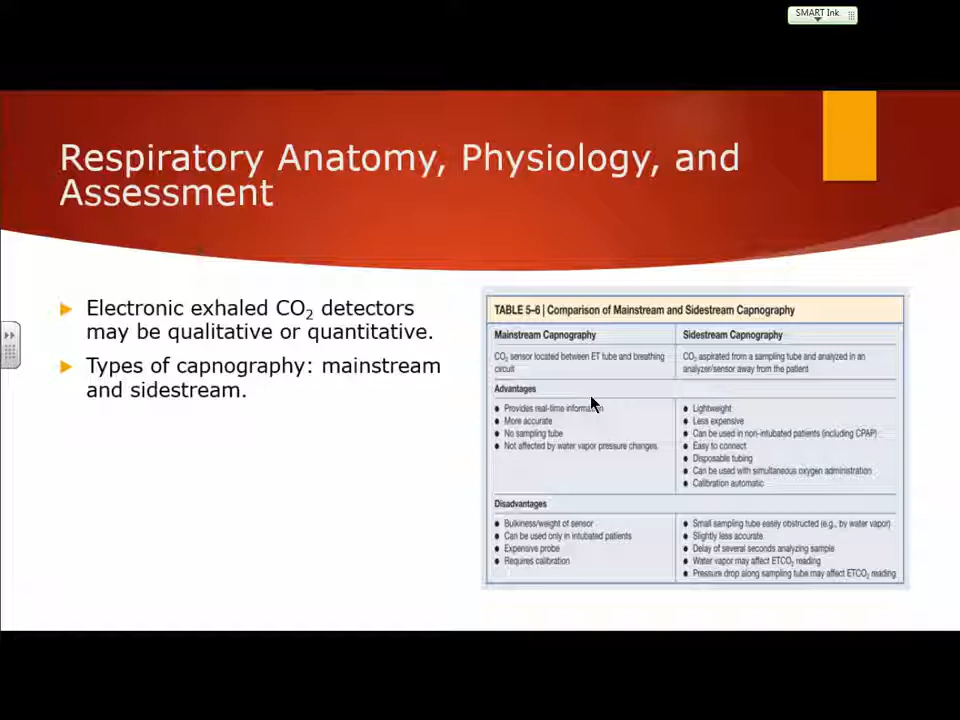 SMART Ink
Respiratory Anatomy, Physiology, and
Assessment
Electronic exhaled CO₂ detectors
may be qualitative or quantitative.
Types of capnography: mainstream
and sidestream.
TABLE 5–6 | Comparison of Mainstream and Sidestream Capnography
Mainstream Capnography
Sidestream Capnography
CO₂ sensor located between ET tube and breathing
circuit
CO₂ aspirated from a sampling tube and analyzed in an
analyzer/sensor away from the patient
Advantages
● Provides real-time information
● More accurate
● No sampling tube
● Not affected by water vapor pressure changes.
● Lightweight
● Less expensive
● Can be used in non-intubated patients (including CPAP)
● Easy to connect
● Disposable tubing
● Can be used with simultaneous oxygen administration
● Calibration automatic
Disadvantages
● Bulkiness/weight of sensor
● Can be used only in intubated patients
● Expensive probe
● Requires calibration
● Small sampling tube easily obstructed (e.g., by water vapor)
● Slightly less accurate
● Delay of several seconds analyzing sample
● Water vapor may affect ETCO₂ reading
● Pressure drop along sampling tube may affect ETCO₂ reading